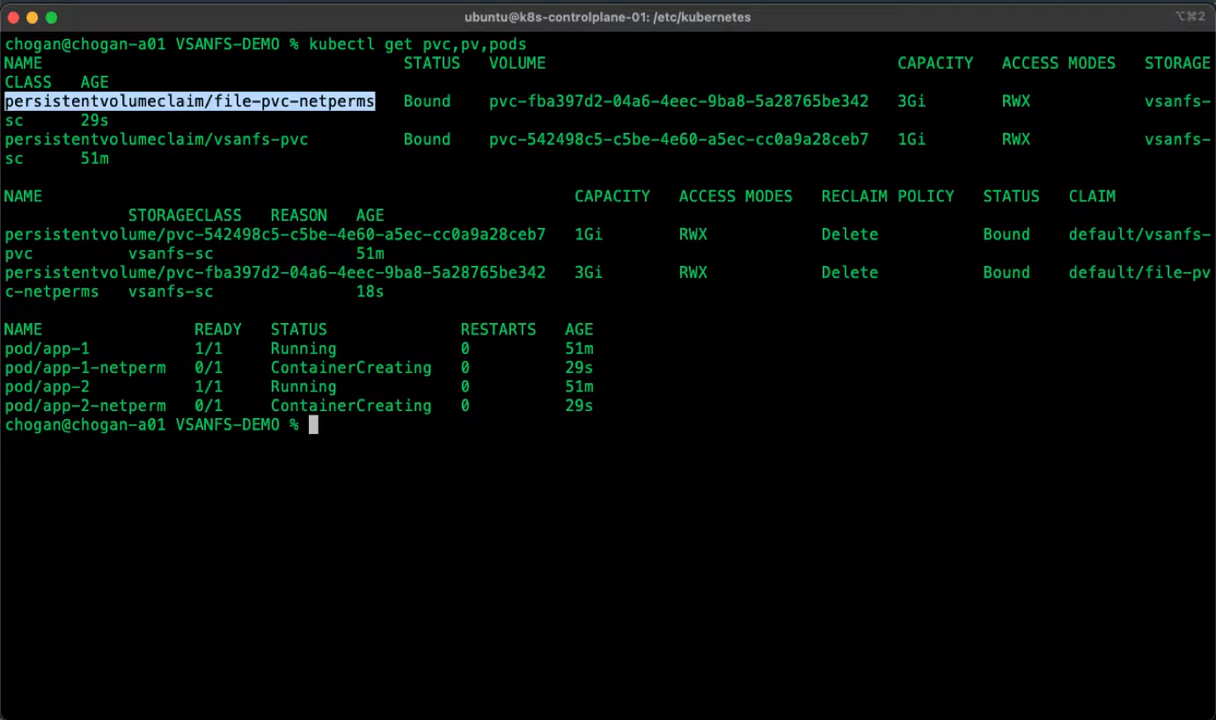 ubuntu@k8s-controlplane-01: /etc/kubernetes
⌥⌘2
chogan@chogan-a01 VSANFS-DEMO % kubectl get pvc,pv,pods
NAME STATUS VOLUME CAPACITY ACCESS MODES STORAGE
CLASS AGE
persistentvolumeclaim/file-pvc-netperms Bound pvc-fba397d2-04a6-4eec-9ba8-5a28765be342 3Gi RWX vsanfs-
sc 29s
persistentvolumeclaim/vsanfs-pvc Bound pvc-542498c5-c5be-4e60-a5ec-cc0a9a28ceb7 1Gi RWX vsanfs-
sc 51m
NAME CAPACITY ACCESS MODES RECLAIM POLICY STATUS CLAIM
STORAGECLASS REASON AGE
persistentvolume/pvc-542498c5-c5be-4e60-a5ec-cc0a9a28ceb7 1Gi RWX Delete Bound default/vsanfs-
pvc vsanfs-sc 51m
persistentvolume/pvc-fba397d2-04a6-4eec-9ba8-5a28765be342 3Gi RWX Delete Bound default/file-pv
c-netperms vsanfs-sc 18s
NAME READY STATUS RESTARTS AGE
pod/app-1 1/1 Running 0 51m
pod/app-1-netperm 0/1 ContainerCreating 0 29s
pod/app-2 1/1 Running 0 51m
pod/app-2-netperm 0/1 ContainerCreating 0 29s
chogan@chogan-a01 VSANFS-DEMO %